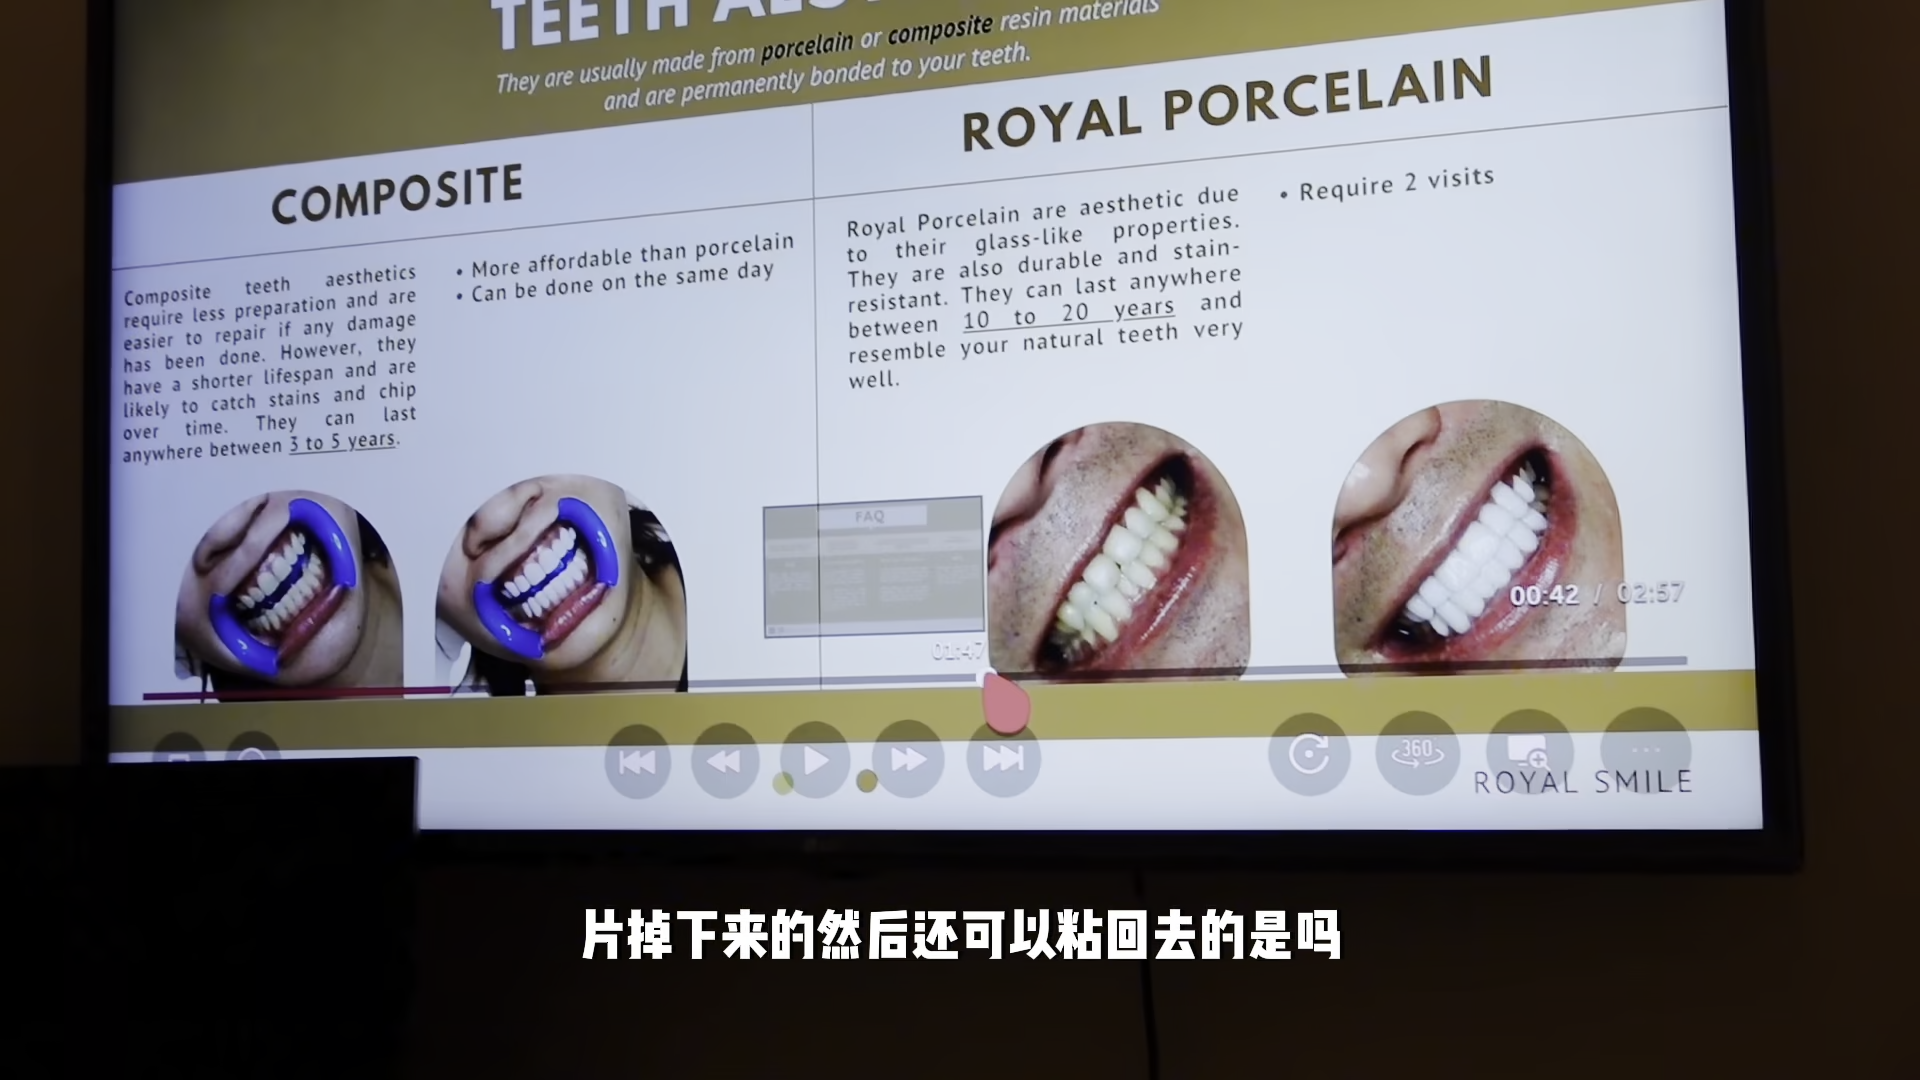 TEETH
They are usually made from porcelain or composite resin materials
and are permanently bonded to your teeth.
COMPOSITE
Composite teeth aesthetics
require less preparation and are
easier to repair if any damage
has been done. However, they
have a shorter lifespan and are
likely to catch stains and chip
over time. They can last
anywhere between 3 to 5 years.
• More affordable than porcelain
• Can be done on the same day
ROYAL PORCELAIN
Royal Porcelain are aesthetic due
to their glass-like properties.
They are also durable and stain-
resistant. They can last anywhere
between 10 to 20 years and
resemble your natural teeth very
well.
• Require 2 visits
FAQ
01:47
00:42 / 02:57
360°
ROYAL SMILE
片掉下来的然后还可以粘回去的是吗